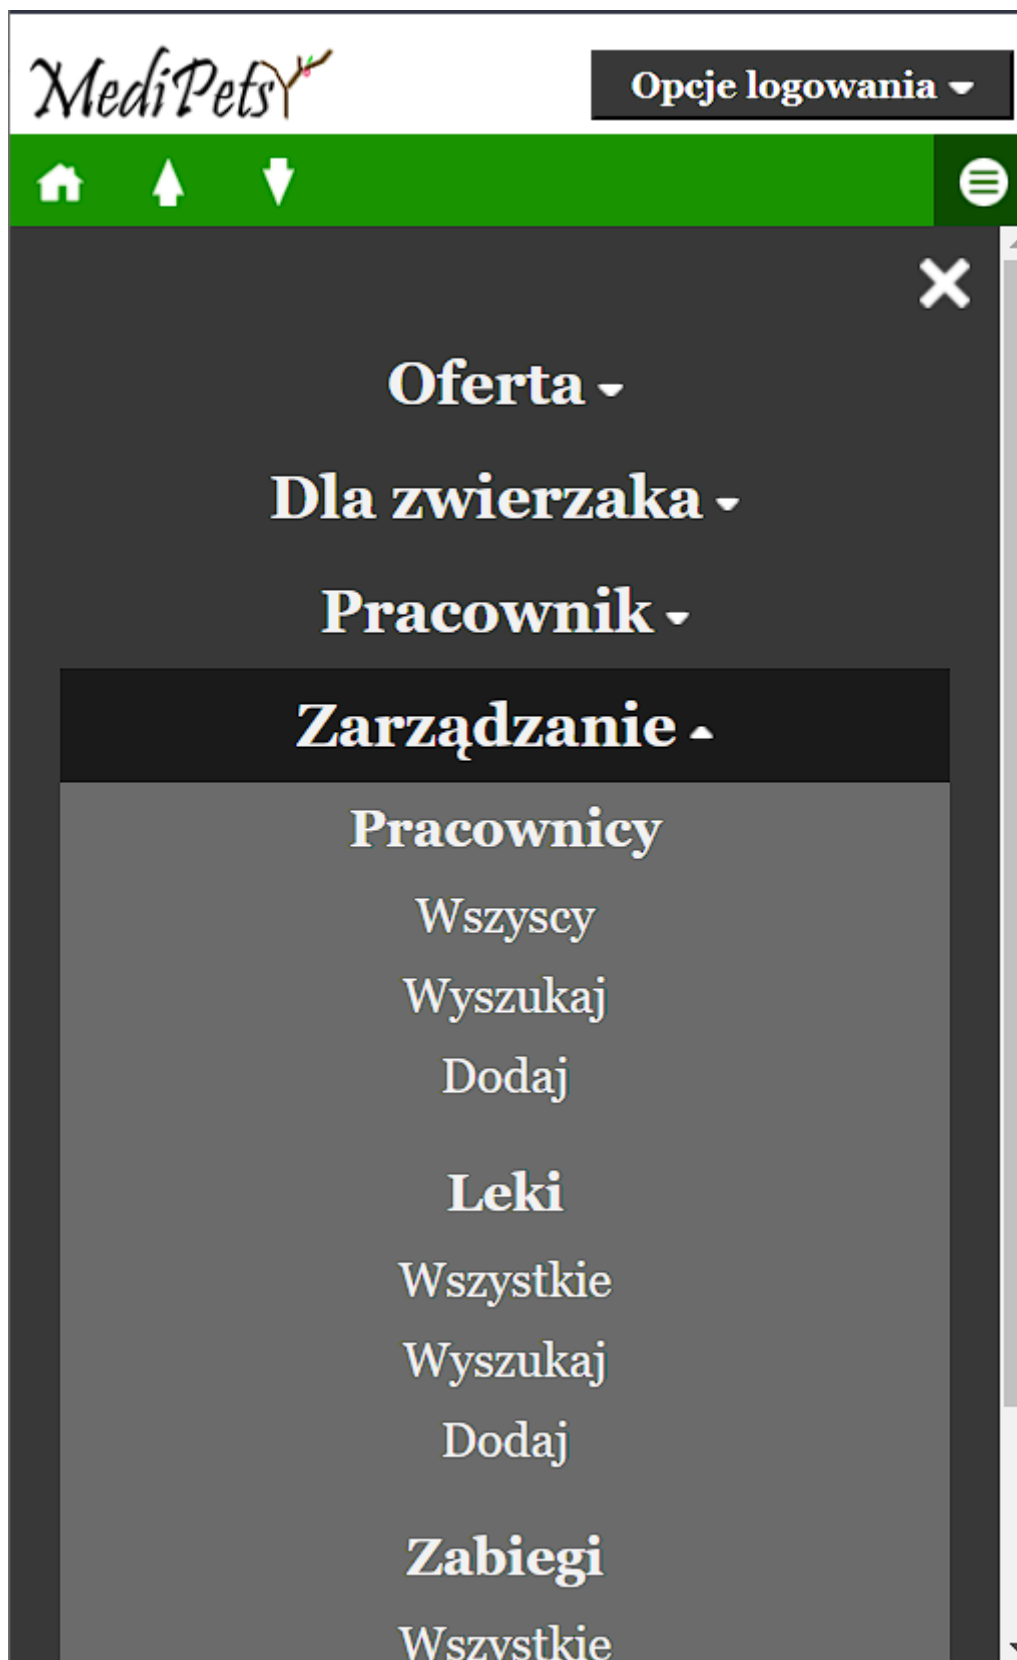 MediPets
Opcje logowania
Oferta
Dla zwierzaka
Pracownik
Zarządzanie
Pracownicy
Wszyscy
Wyszukaj
Dodaj
Leki
Wszystkie
Wyszukaj
Dodaj
Zabiegi
Wszystkie